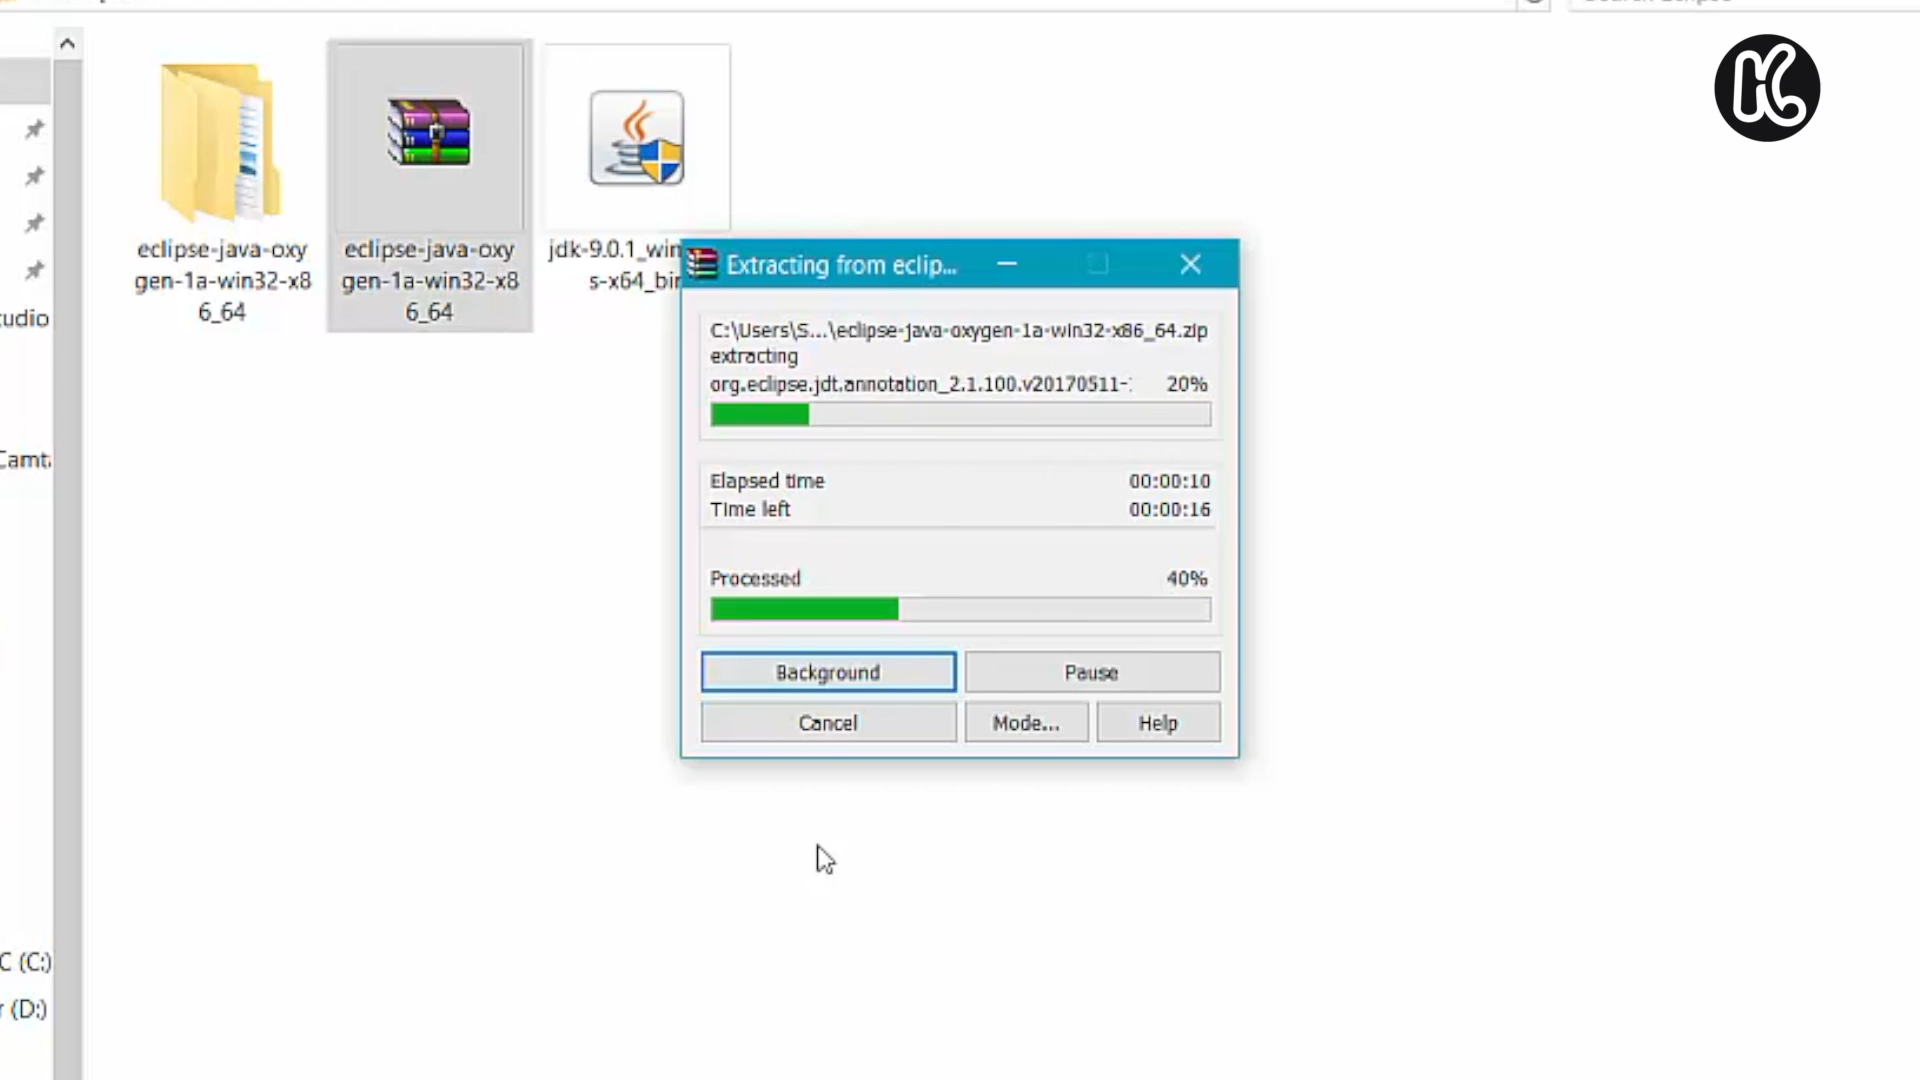 eclipse-java-oxy
gen-1a-win32-x8
6_64
eclipse-java-oxy
gen-1a-win32-x8
6_64
jdk-9.0.1_win
s-x64_bin
Extracting from eclip...
C:\Users\S...\eclipse-java-oxygen-1a-win32-x86_64.zip
extracting
org.eclipse.jdt.annotation_2.1.100.v20170511- 20%
Elapsed time 00:00:10
Time left 00:00:16
Processed 40%
Background Pause
Cancel Mode... Help
udio
Camt
C (C:)
r (D:)